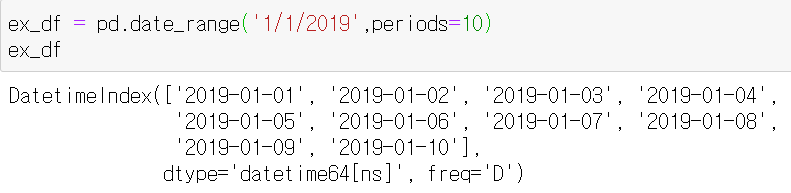 ex_df = pd.date_range('1/1/2019',periods=10)
ex_df
DatetimeIndex(['2019-01-01', '2019-01-02', '2019-01-03', '2019-01-04',
'2019-01-05', '2019-01-06', '2019-01-07', '2019-01-08',
'2019-01-09', '2019-01-10'],
dtype='datetime64[ns]', freq='D')